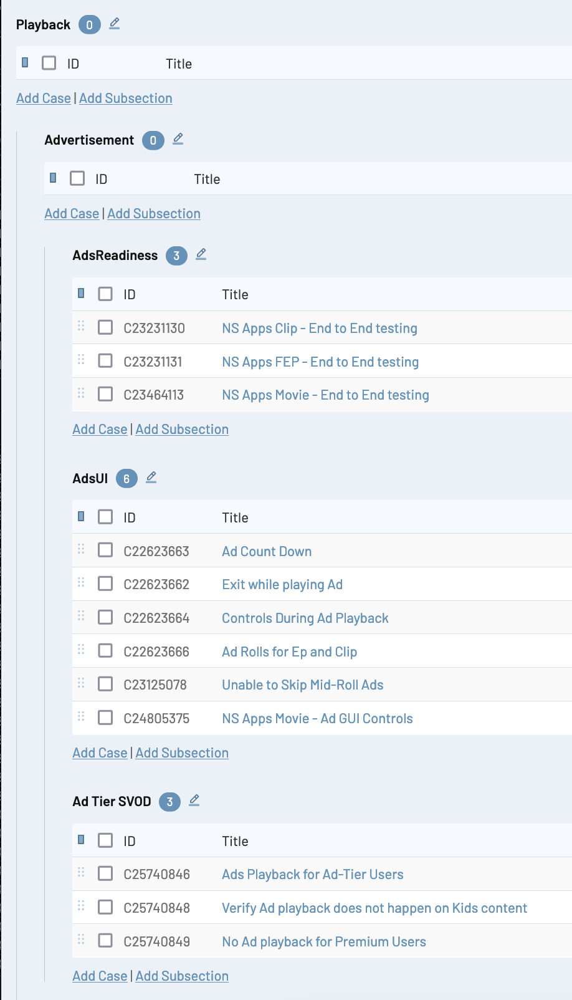 Playback 0
ID Title
Add Case | Add Subsection
Advertisement 0
ID Title
Add Case | Add Subsection
AdsReadiness 3
ID Title
C23231130 NS Apps Clip - End to End testing
C23231131 NS Apps FEP - End to End testing
C23464113 NS Apps Movie - End to End testing
Add Case | Add Subsection
AdsUI 6
ID Title
C22623663 Ad Count Down
C22623662 Exit while playing Ad
C22623664 Controls During Ad Playback
C22623666 Ad Rolls for Ep and Clip
C23125078 Unable to Skip Mid-Roll Ads
C24805375 NS Apps Movie - Ad GUI Controls
Add Case | Add Subsection
Ad Tier SVOD 3
ID Title
C25740846 Ads Playback for Ad-Tier Users
C25740848 Verify Ad playback does not happen on Kids content
C25740849 No Ad playback for Premium Users
Add Case | Add Subsection